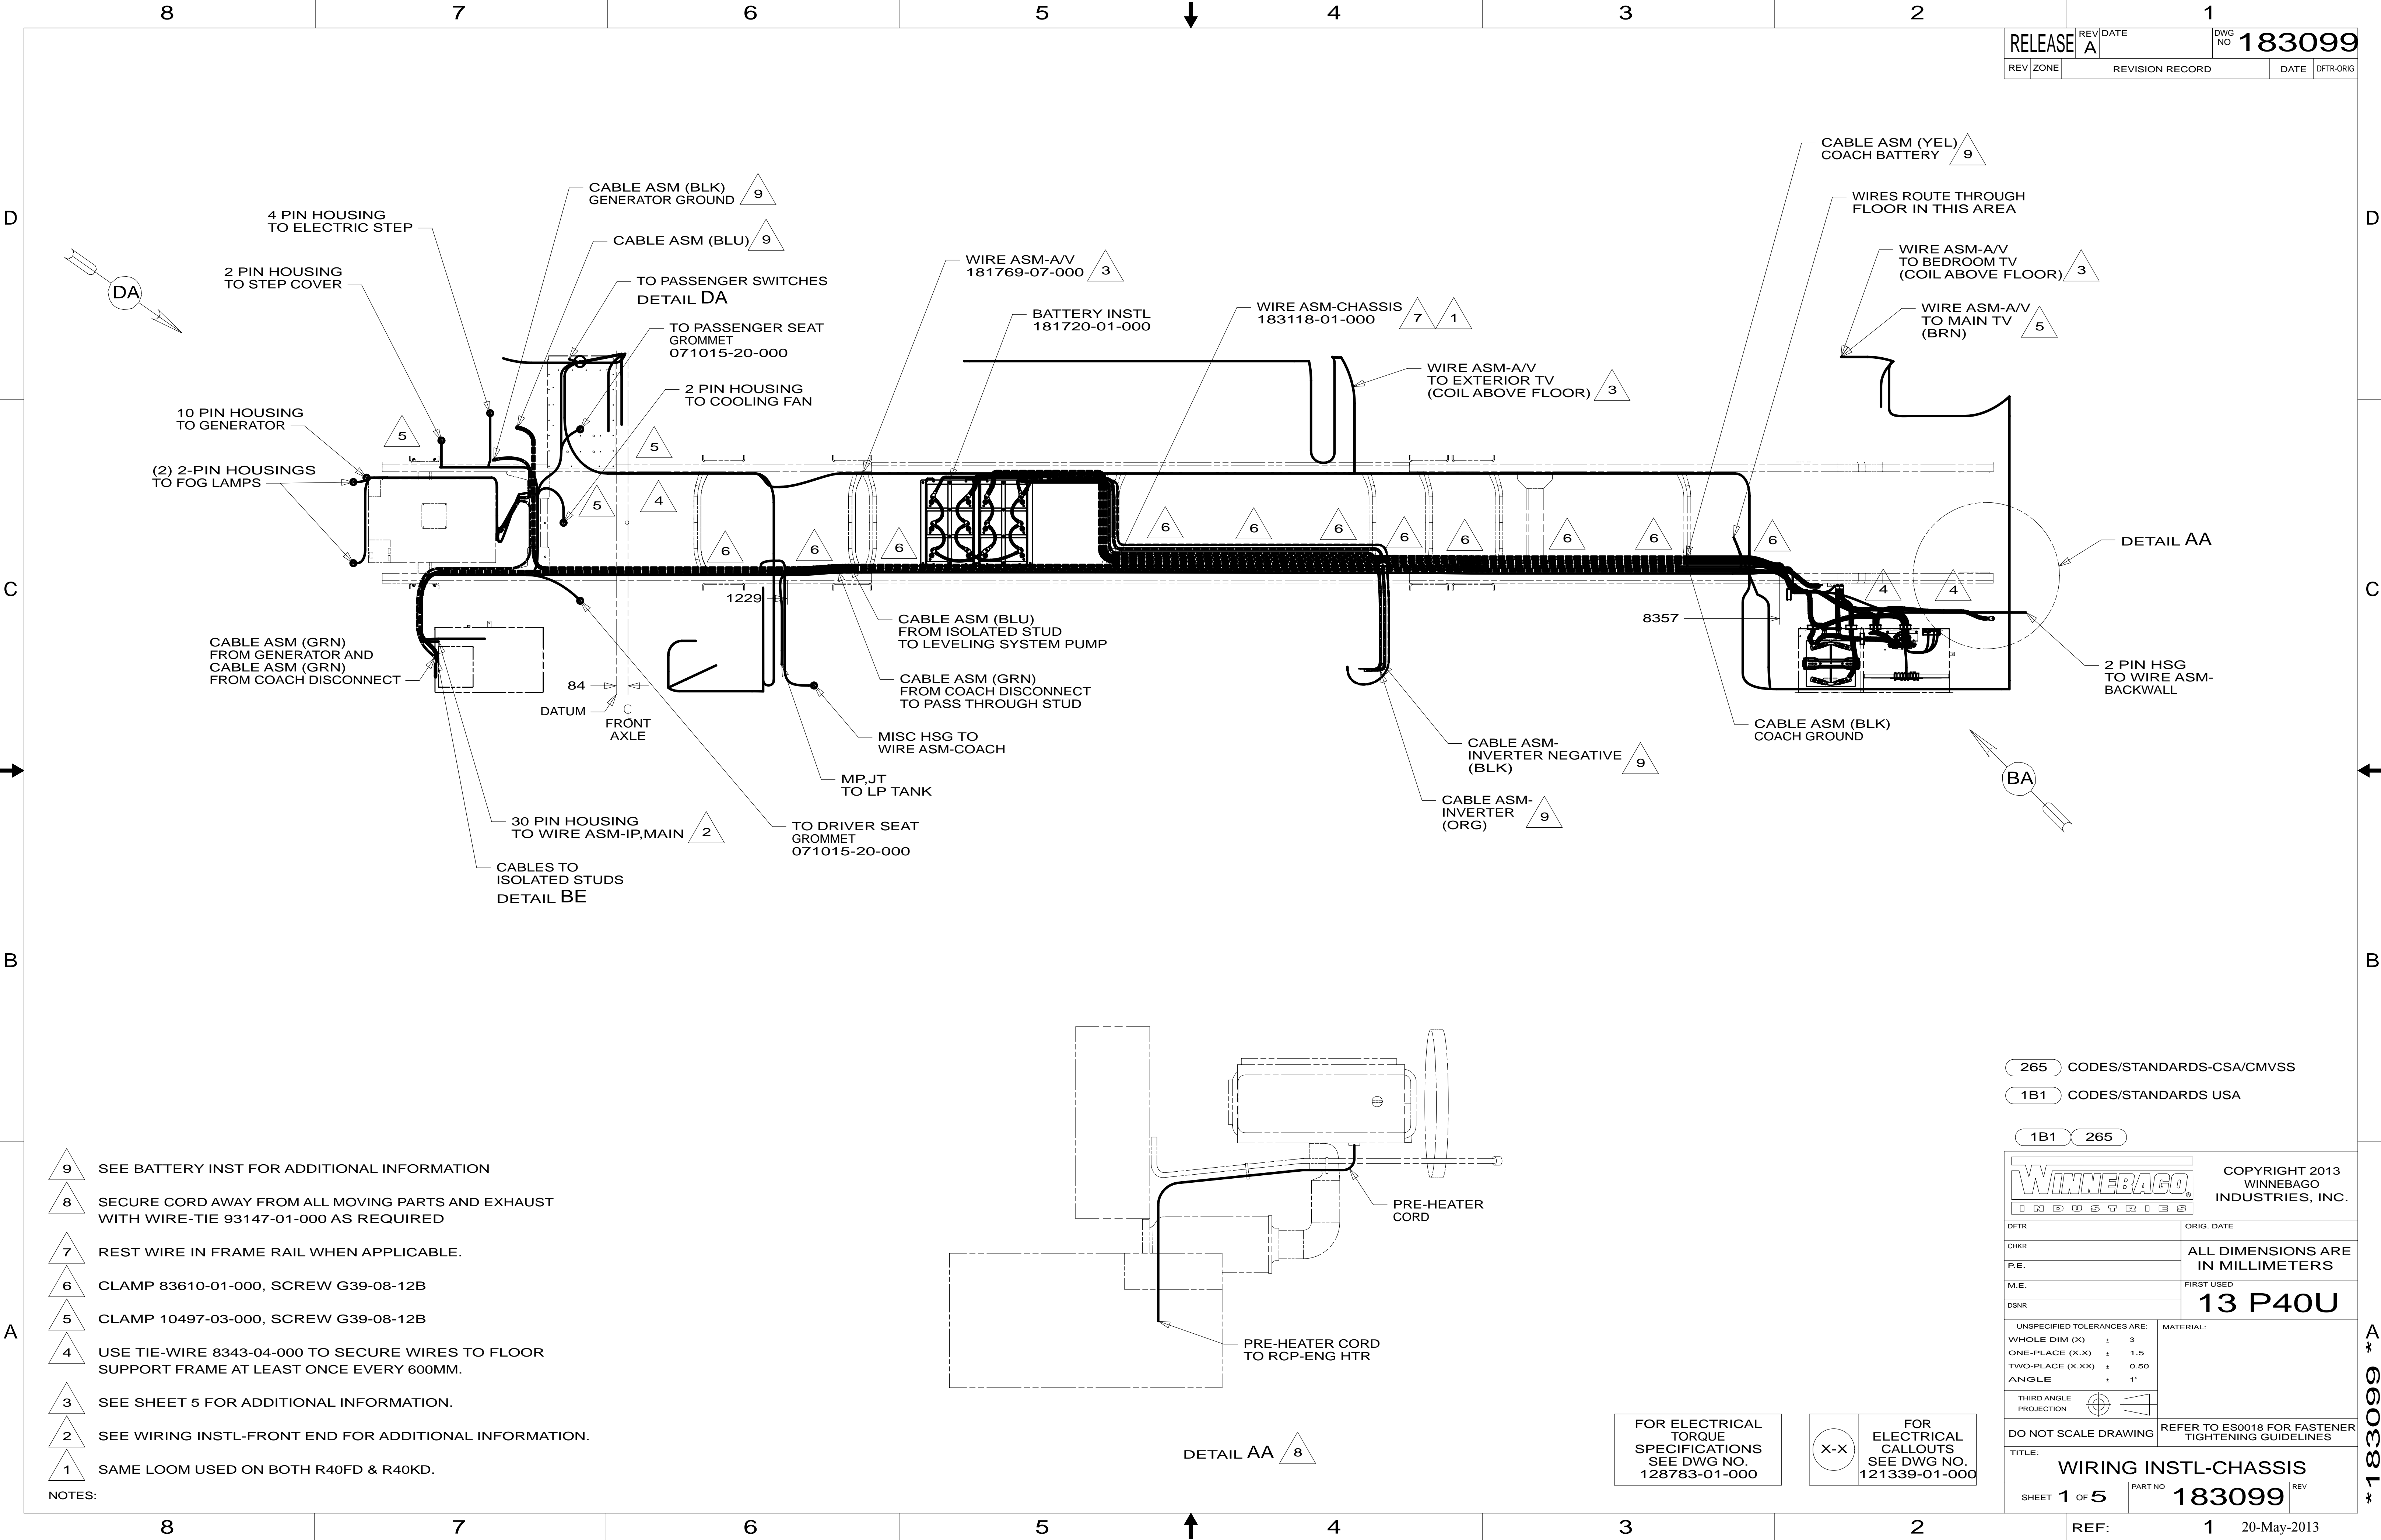 8 7 6 5 4 3 2 1
RELEASE
REV
A
DATE
DWG
NO
183099
REV ZONE REVISION RECORD DATE DFTR-ORIG
D
D
C
C
B
B
A
A
CABLE ASM (YEL)
COACH BATTERY
9
WIRES ROUTE THROUGH
FLOOR IN THIS AREA
WIRE ASM-A/V
TO BEDROOM TV
(COIL ABOVE FLOOR)
3
WIRE ASM-A/V
TO MAIN TV
(BRN)
5
CABLE ASM (BLK)
GENERATOR GROUND
9
4 PIN HOUSING
TO ELECTRIC STEP
CABLE ASM (BLU)
9
2 PIN HOUSING
TO STEP COVER
DA
TO PASSENGER SWITCHES
DETAIL DA
WIRE ASM-A/V
181769-07-000
3
BATTERY INSTL
181720-01-000
WIRE ASM-CHASSIS
183118-01-000
7
1
TO PASSENGER SEAT
GROMMET
071015-20-000
WIRE ASM-A/V
TO EXTERIOR TV
(COIL ABOVE FLOOR)
3
2 PIN HOUSING
TO COOLING FAN
10 PIN HOUSING
TO GENERATOR
5
5
(2) 2-PIN HOUSINGS
TO FOG LAMPS
5
4
6
6
6
6
6
6
6
6
6
6
6
4
4
DETAIL AA
1229
8357
CABLE ASM (BLU)
FROM ISOLATED STUD
TO LEVELING SYSTEM PUMP
CABLE ASM (GRN)
FROM GENERATOR AND
CABLE ASM (GRN)
FROM COACH DISCONNECT
84
DATUM
C
L
FRONT
AXLE
CABLE ASM (GRN)
FROM COACH DISCONNECT
TO PASS THROUGH STUD
2 PIN HSG
TO WIRE ASM-
BACKWALL
MISC HSG TO
WIRE ASM-COACH
CABLE ASM (BLK)
COACH GROUND
CABLE ASM-
INVERTER NEGATIVE
(BLK)
9
MP,JT
TO LP TANK
BA
CABLE ASM-
INVERTER
(ORG)
9
30 PIN HOUSING
TO WIRE ASM-IP,MAIN
2
TO DRIVER SEAT
GROMMET
071015-20-000
CABLES TO
ISOLATED STUDS
DETAIL BE
PRE-HEATER
CORD
PRE-HEATER CORD
TO RCP-ENG HTR
DETAIL AA
8
9 SEE BATTERY INST FOR ADDITIONAL INFORMATION
8 SECURE CORD AWAY FROM ALL MOVING PARTS AND EXHAUST
WITH WIRE-TIE 93147-01-000 AS REQUIRED
7 REST WIRE IN FRAME RAIL WHEN APPLICABLE.
6 CLAMP 83610-01-000, SCREW G39-08-12B
5 CLAMP 10497-03-000, SCREW G39-08-12B
4 USE TIE-WIRE 8343-04-000 TO SECURE WIRES TO FLOOR
SUPPORT FRAME AT LEAST ONCE EVERY 600MM.
3 SEE SHEET 5 FOR ADDITIONAL INFORMATION.
2 SEE WIRING INSTL-FRONT END FOR ADDITIONAL INFORMATION.
1 SAME LOOM USED ON BOTH R40FD & R40KD.
NOTES:
FOR ELECTRICAL
TORQUE
SPECIFICATIONS
SEE DWG NO.
128783-01-000
X-X
FOR
ELECTRICAL
CALLOUTS
SEE DWG NO.
121339-01-000
265 CODES/STANDARDS-CSA/CMVSS
1B1 CODES/STANDARDS USA
1B1 265
WINNEBAGO
INDUSTRIES
®
COPYRIGHT 2013
WINNEBAGO
INDUSTRIES, INC.
DFTR
ORIG. DATE
CHKR
ALL DIMENSIONS ARE
IN MILLIMETERS
P.E.
M.E.
FIRST USED
13 P40U
DSNR
UNSPECIFIED TOLERANCES ARE:
WHOLE DIM (X) ± 3
ONE-PLACE (X.X) ± 1.5
TWO-PLACE (X.XX) ± 0.50
ANGLE ± 1°
MATERIAL:
THIRD ANGLE
PROJECTION
DO NOT SCALE DRAWING
REFER TO ES0018 FOR FASTENER
TIGHTENING GUIDELINES
TITLE:
WIRING INSTL-CHASSIS
SHEET 1 OF 5
PART NO
183099
REV
*183099*
8 7 6 5 4 3 2 1
REF:
20-May-2013